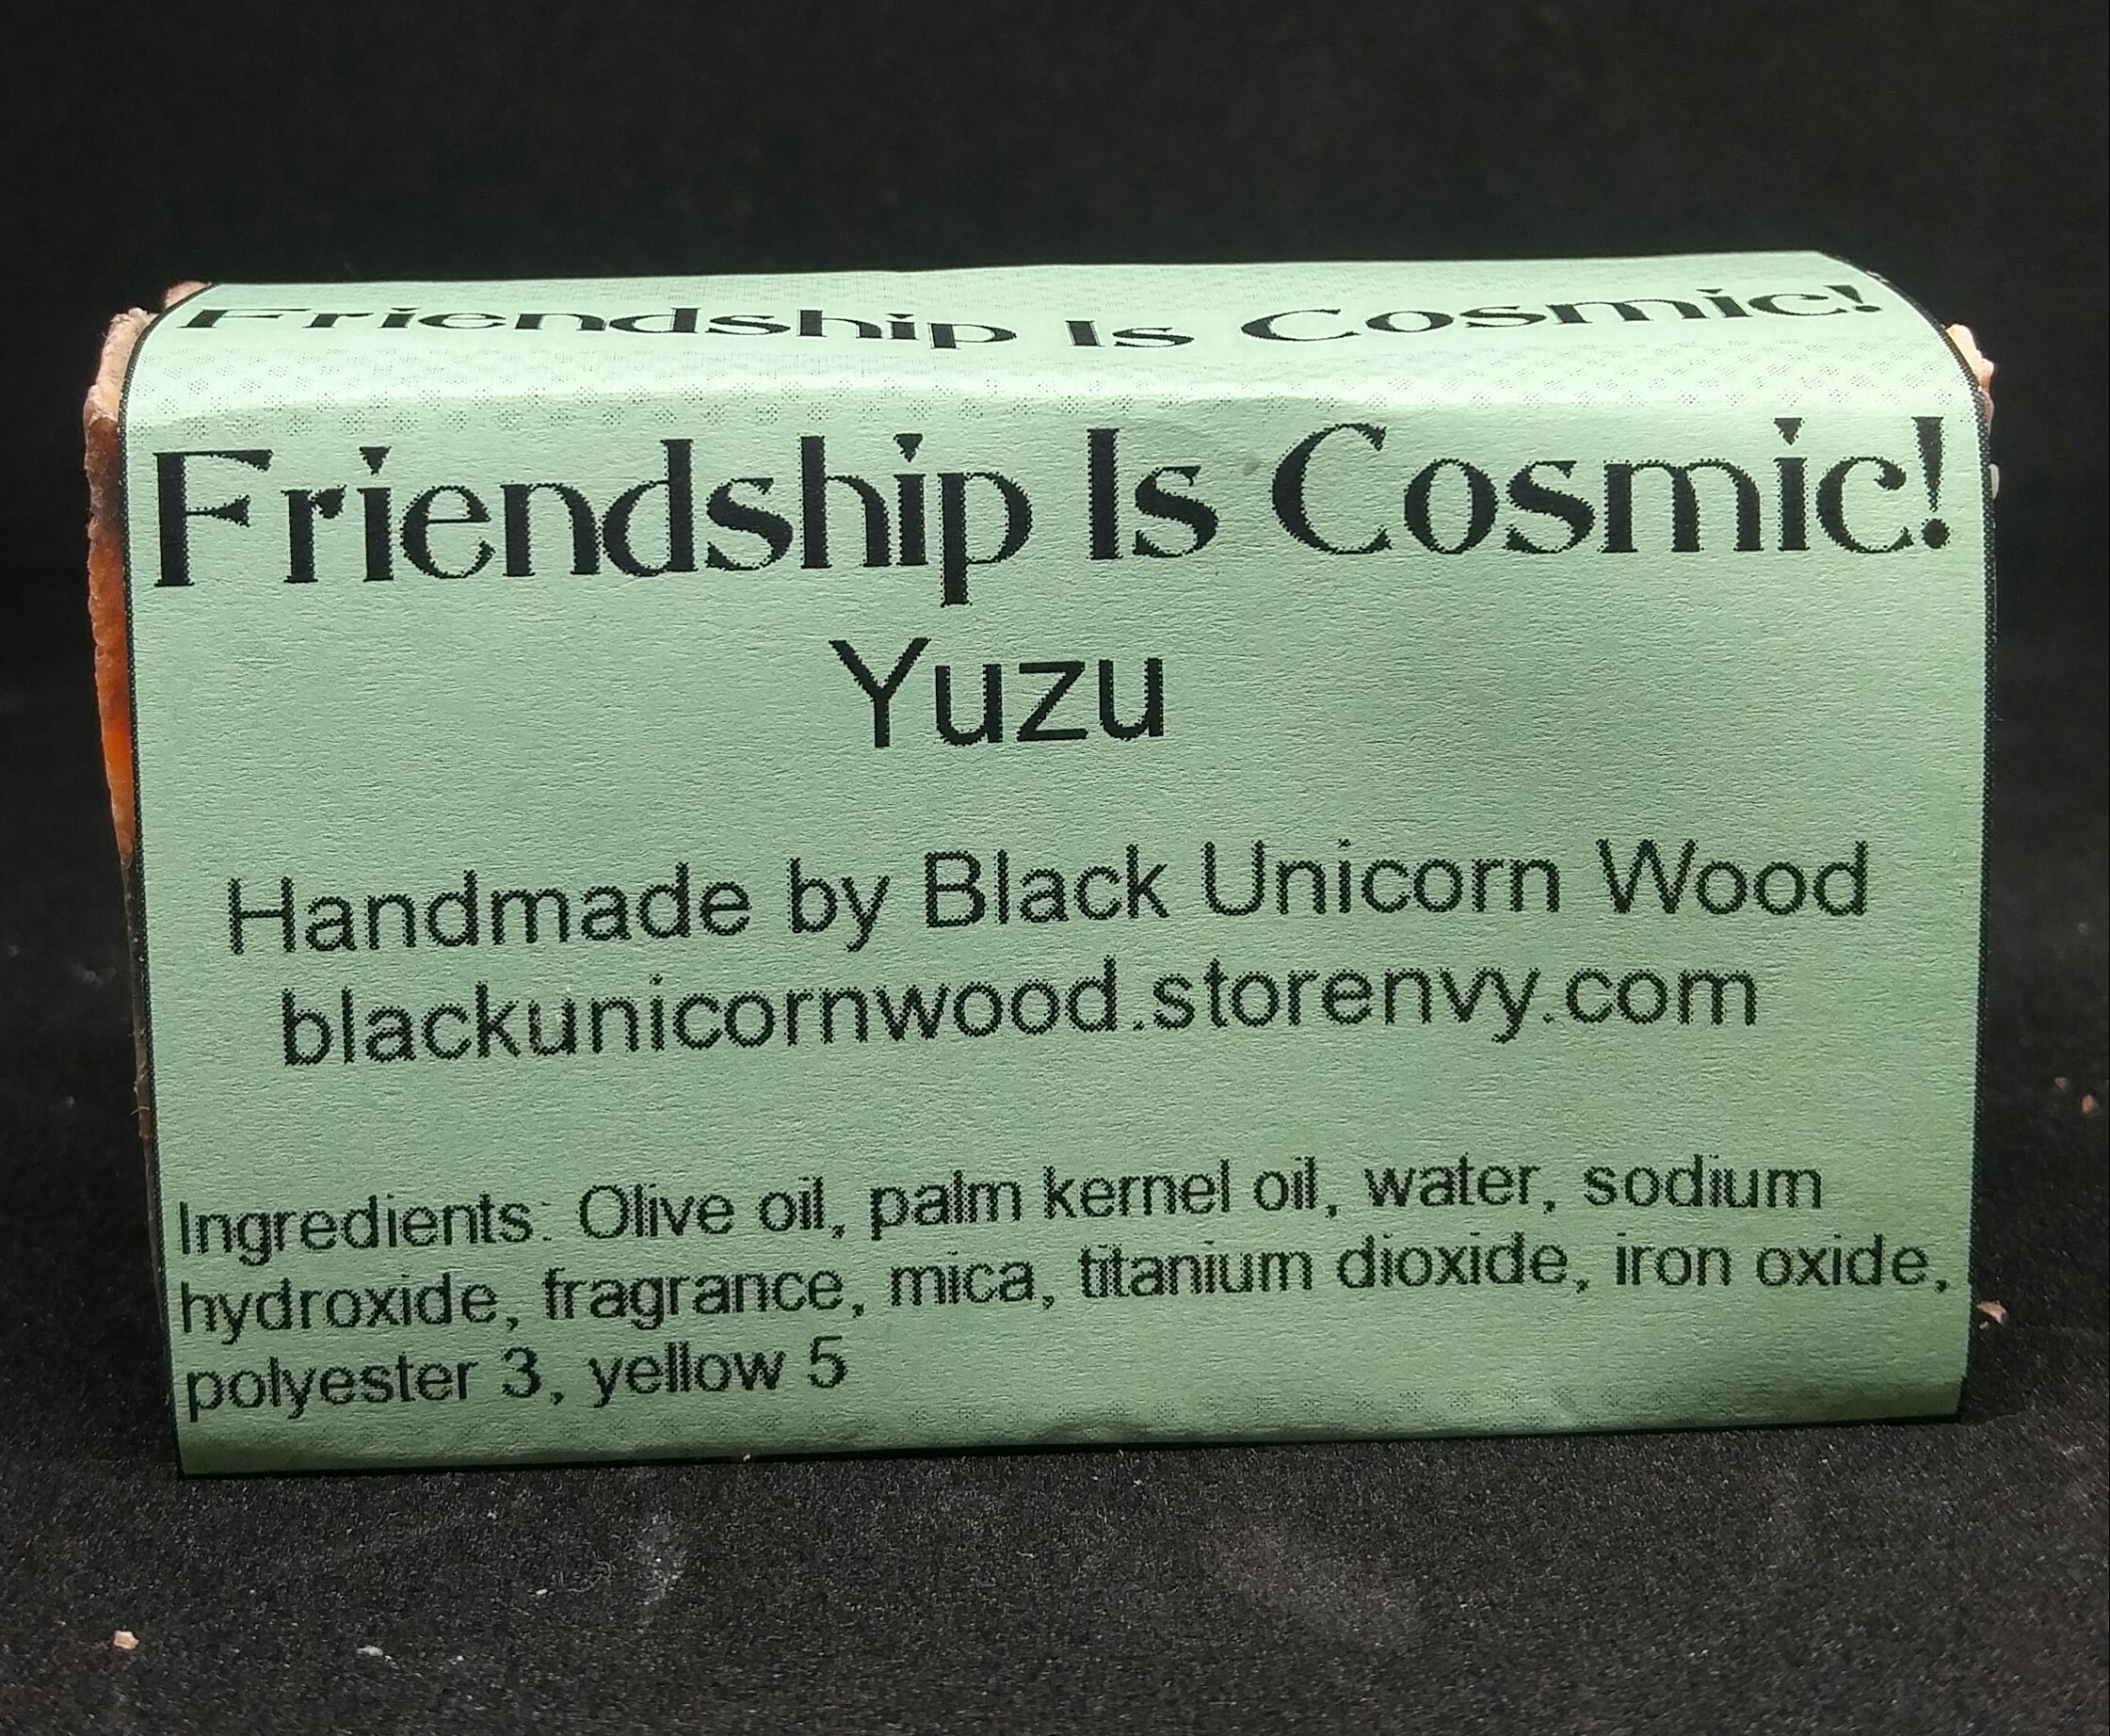 Friendship Is Cosmic!
Friendship Is Cosmic!
Yuzu
Handmade by Black Unicorn Wood
blackunicornwood.storenvy.com
Ingredients: Olive oil, palm kernel oil, water, sodium
hydroxide, fragrance, mica, titanium dioxide, iron oxide,
polyester 3, yellow 5